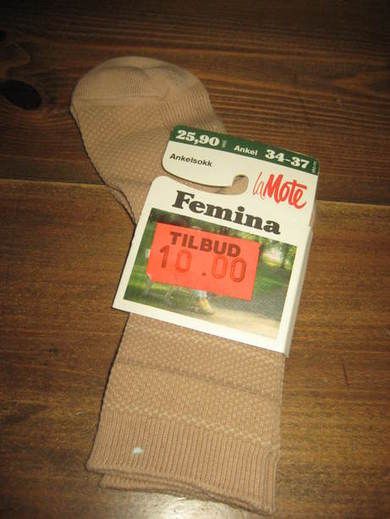 25,90 Ankel 34-37
Ankelsokk
la Mote
Femina
TILBUD
10.00